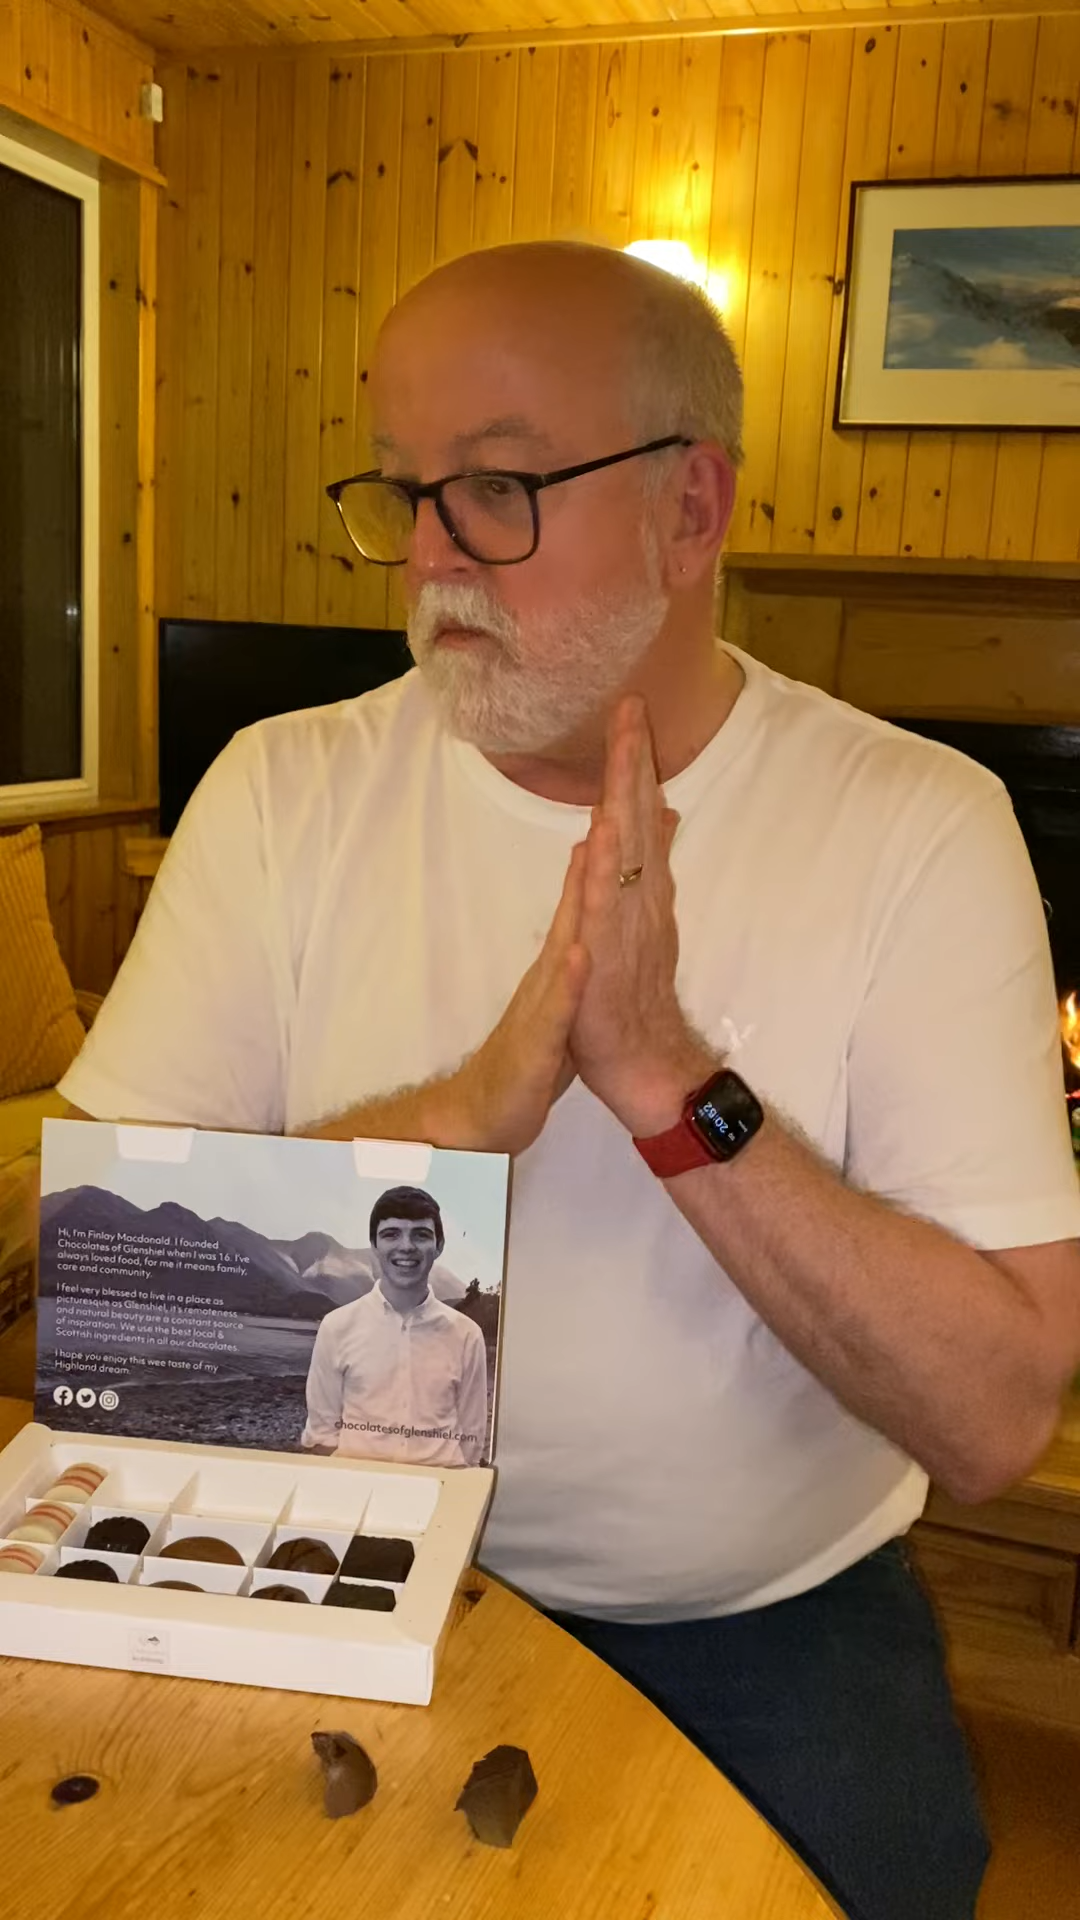 20:52
Hi, I'm Finlay Macdonald. I founded
Chocolates of Glenshiel when I was 16. I've
always loved food, for me it means family,
care and community.
I feel very blessed to live in a place as
picturesque as Glenshiel, it's remoteness
and natural beauty are a constant source
of inspiration. We use the best local &
Scottish ingredients in all our chocolates.
I hope you enjoy this wee taste of my
Highland dream.
chocolatesofglenshiel.com